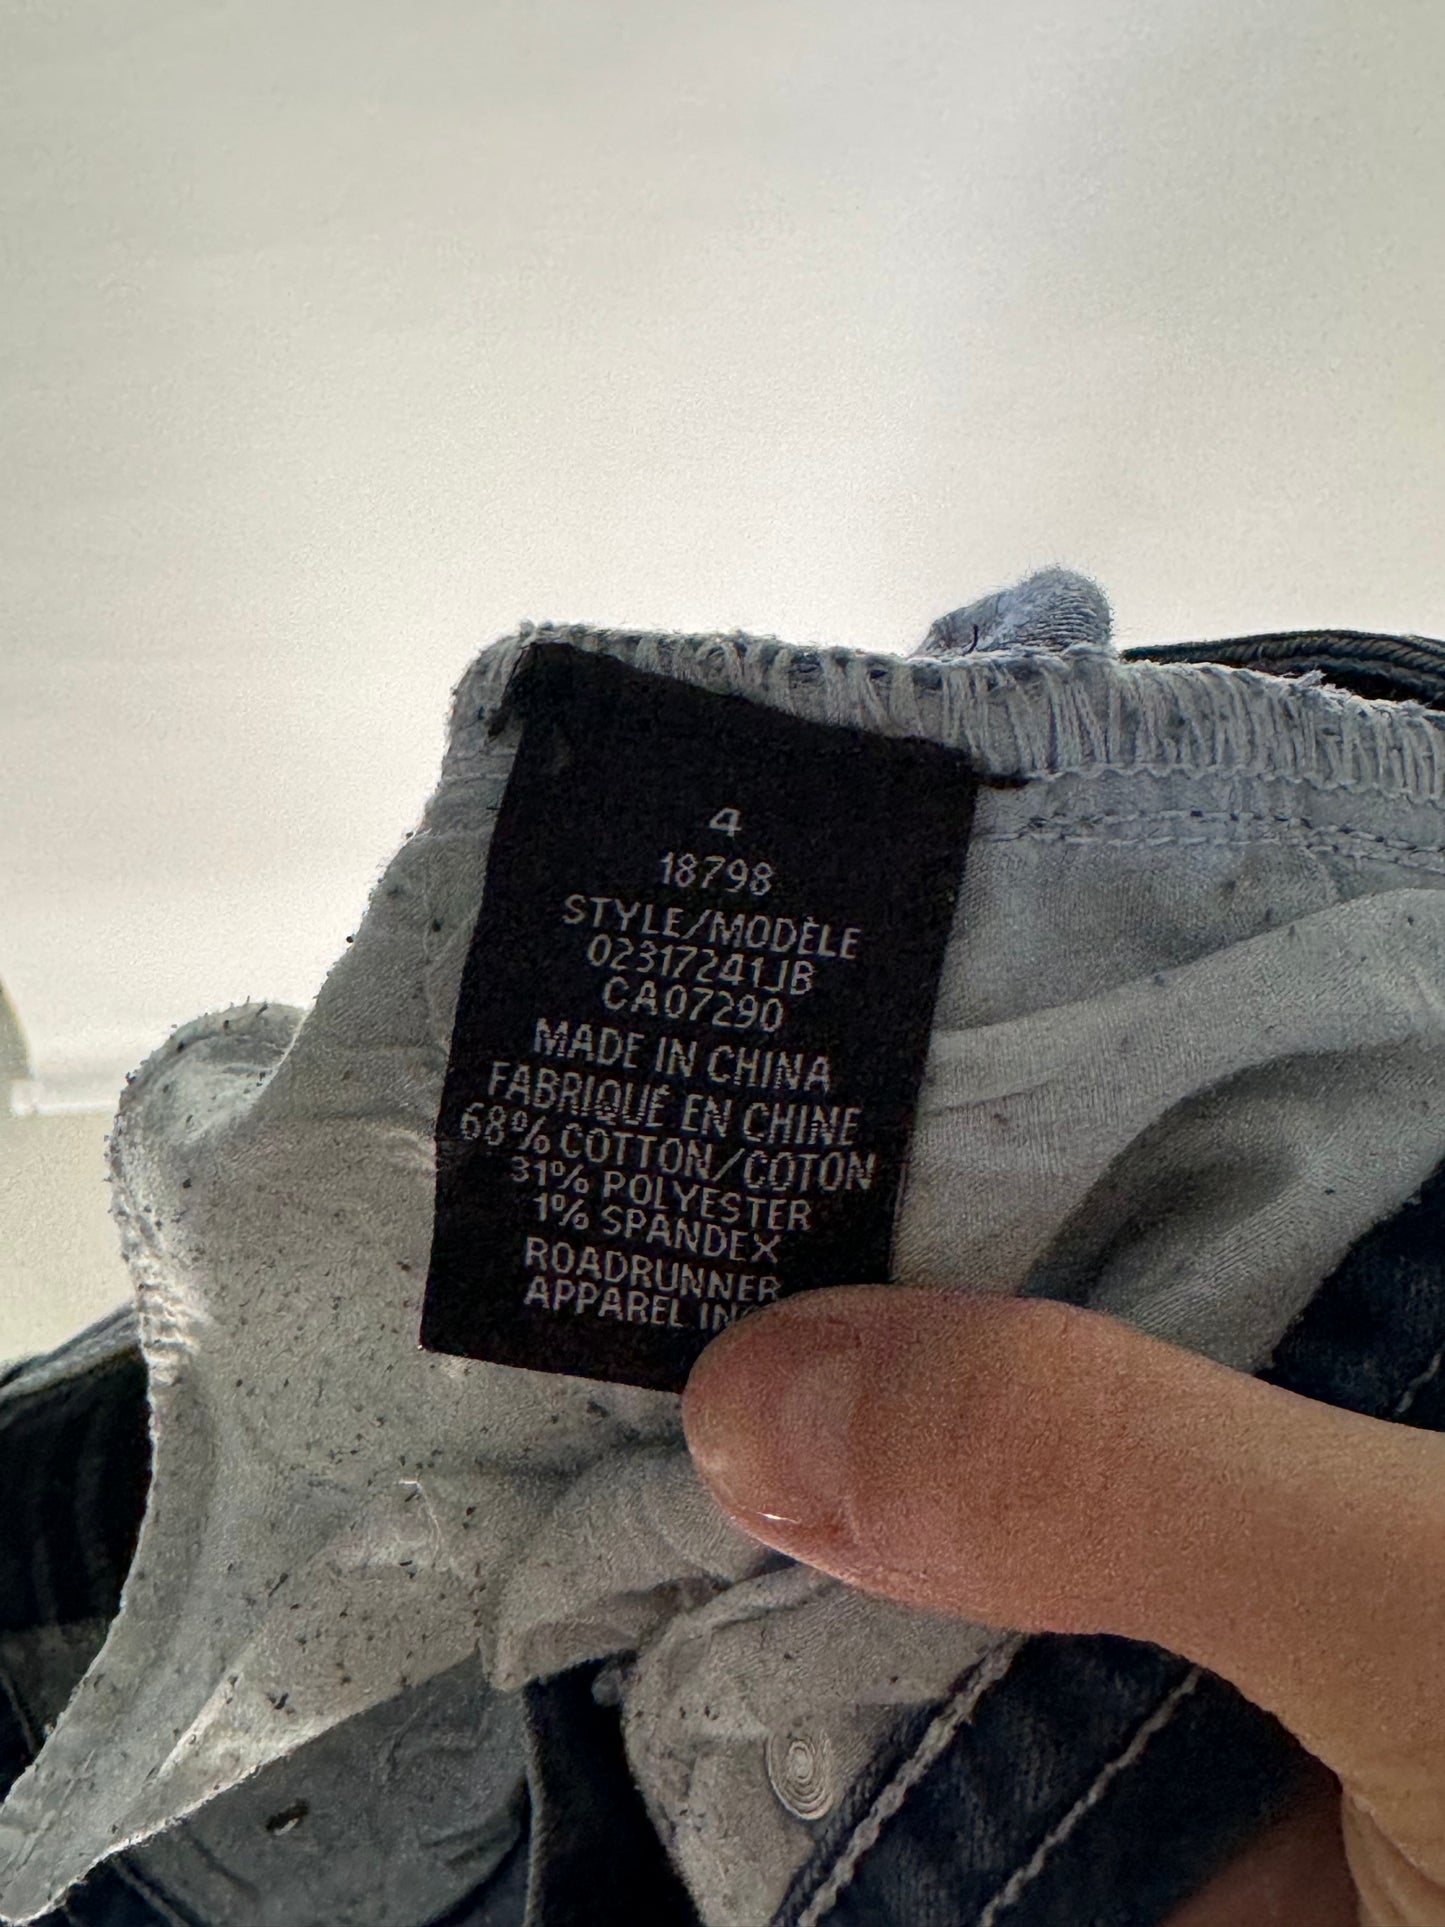 4
18798
STYLE/MODÈLE
02317241JB
CA07290
MADE IN CHINA
FABRIQUÉ EN CHINE
68% COTTON/COTON
31% POLYESTER
1% SPANDEX
ROADRUNNER
APPAREL